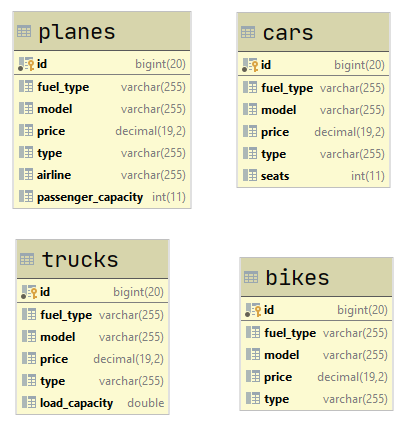 planes
id bigint(20)
fuel_type varchar(255)
model varchar(255)
price decimal(19,2)
type varchar(255)
airline varchar(255)
passenger_capacity int(11)
cars
id bigint(20)
fuel_type varchar(255)
model varchar(255)
price decimal(19,2)
type varchar(255)
seats int(11)
trucks
id bigint(20)
fuel_type varchar(255)
model varchar(255)
price decimal(19,2)
type varchar(255)
load_capacity double
bikes
id bigint(20)
fuel_type varchar(255)
model varchar(255)
price decimal(19,2)
type varchar(255)